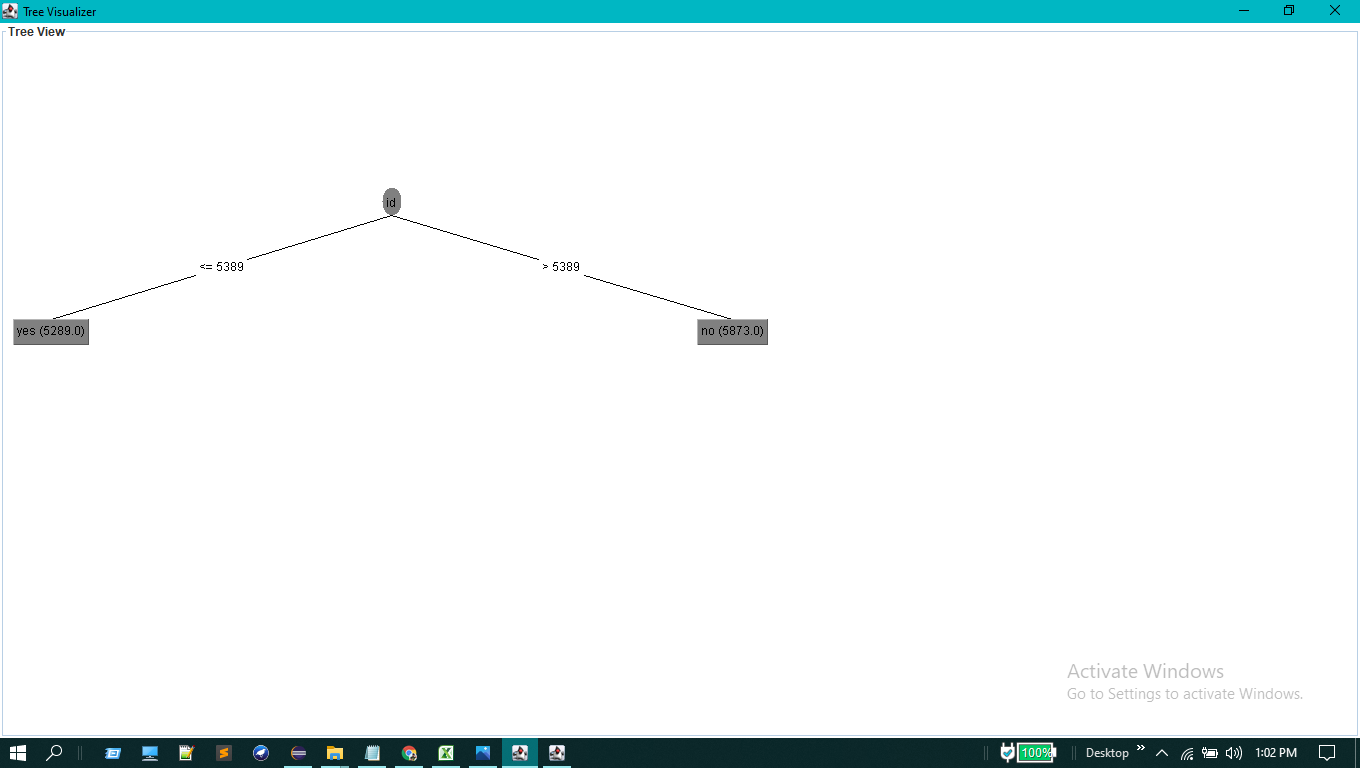 Tree Visualizer
Tree View
id
<= 5389
> 5389
yes (5289.0)
no (5873.0)
Activate Windows
Go to Settings to activate Windows.
100%
Desktop
1:02 PM